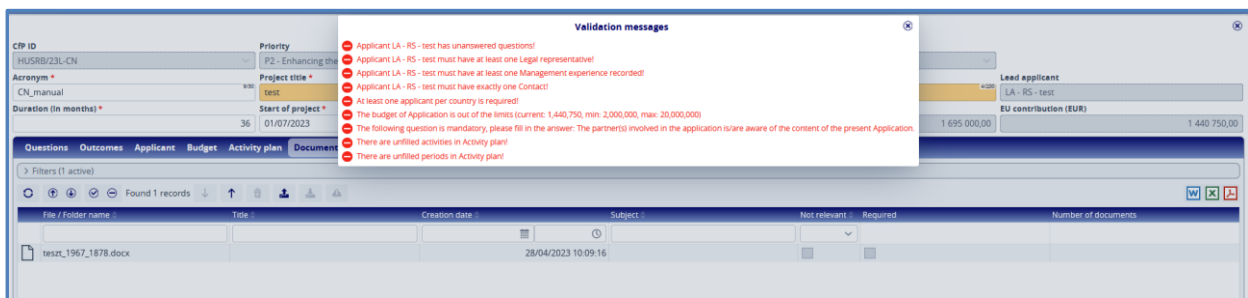 Validation messages
Applicant LA - RS - test has unanswered questions!
Applicant LA - RS - test must have at least one Legal representative!
Applicant LA - RS - test must have at least one Management experience recorded!
Applicant LA - RS - test must have exactly one Contact!
At least one applicant per country is required!
The budget of Application is out of the limits (current: 1,440,750, min: 2,000,000, max: 20,000,000)
The following question is mandatory, please fill in the answer: The partner(s) involved in the application is/are aware of the content of the present Application.
There are unfilled activities in Activity plan!
There are unfilled periods in Activity plan!
CfP ID Priority
HUSRB/23L-CN P2 - Enhancing the
Acronym * Project title * Lead applicant
CN_manual test 4/200 LA - RS - test
Duration (in months) * Start of project * EU contribution (EUR)
36 01/07/2023 1 695 000,00 1 440 750,00
Questions Outcomes Applicant Budget Activity plan Document
> Filters (1 active)
Found 1 records
File / Folder name Title Creation date Subject Not relevant Required Number of documents
teszt_1967_1878.docx 28/04/2023 10:09:16